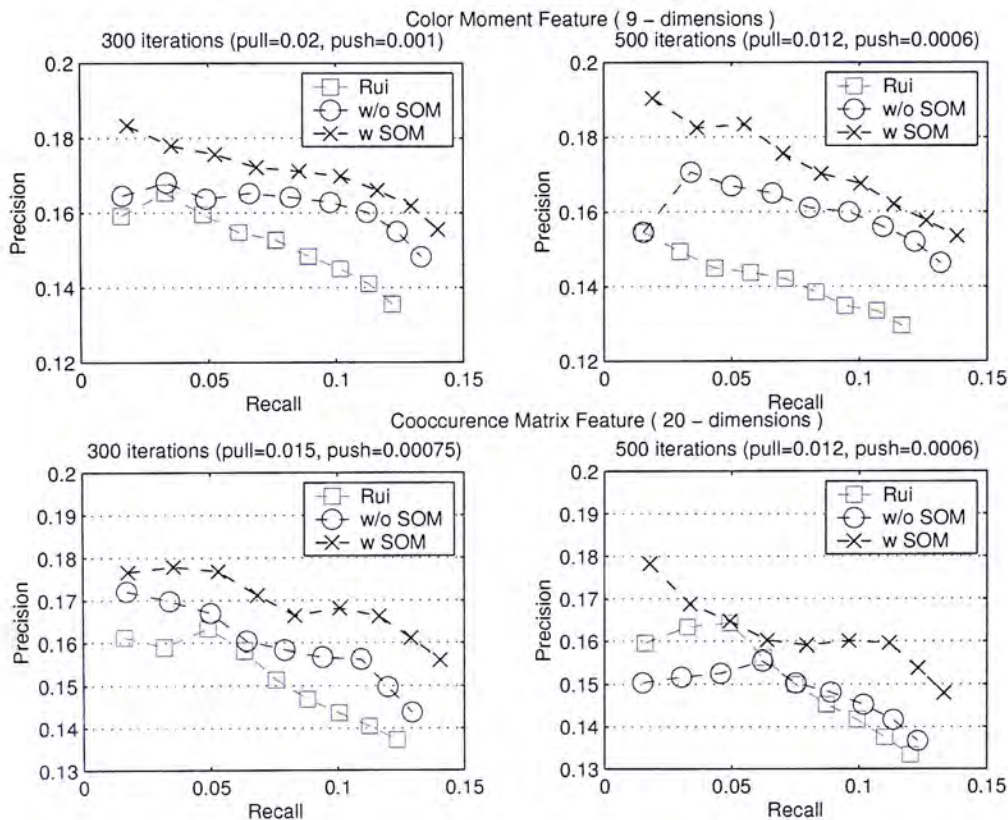 Color Moment Feature ( 9 − dimensions )
300 iterations (pull=0.02, push=0.001)
500 iterations (pull=0.012, push=0.0006)
0.2
0.18
0.16
0.14
0.12
Precision
Rui
w/o SOM
w SOM
0
0.05
0.1
0.15
Recall
0.2
0.18
0.16
0.14
0.12
Precision
Rui
w/o SOM
w SOM
0
0.05
0.1
0.15
Recall
Cooccurence Matrix Feature ( 20 − dimensions )
300 iterations (pull=0.015, push=0.00075)
500 iterations (pull=0.012, push=0.0006)
0.2
0.19
0.18
0.17
0.16
0.15
0.14
0.13
Precision
Rui
w/o SOM
w SOM
0
0.05
0.1
0.15
Recall
0.2
0.19
0.18
0.17
0.16
0.15
0.14
0.13
Precision
Rui
w/o SOM
w SOM
0
0.05
0.1
0.15
Recall